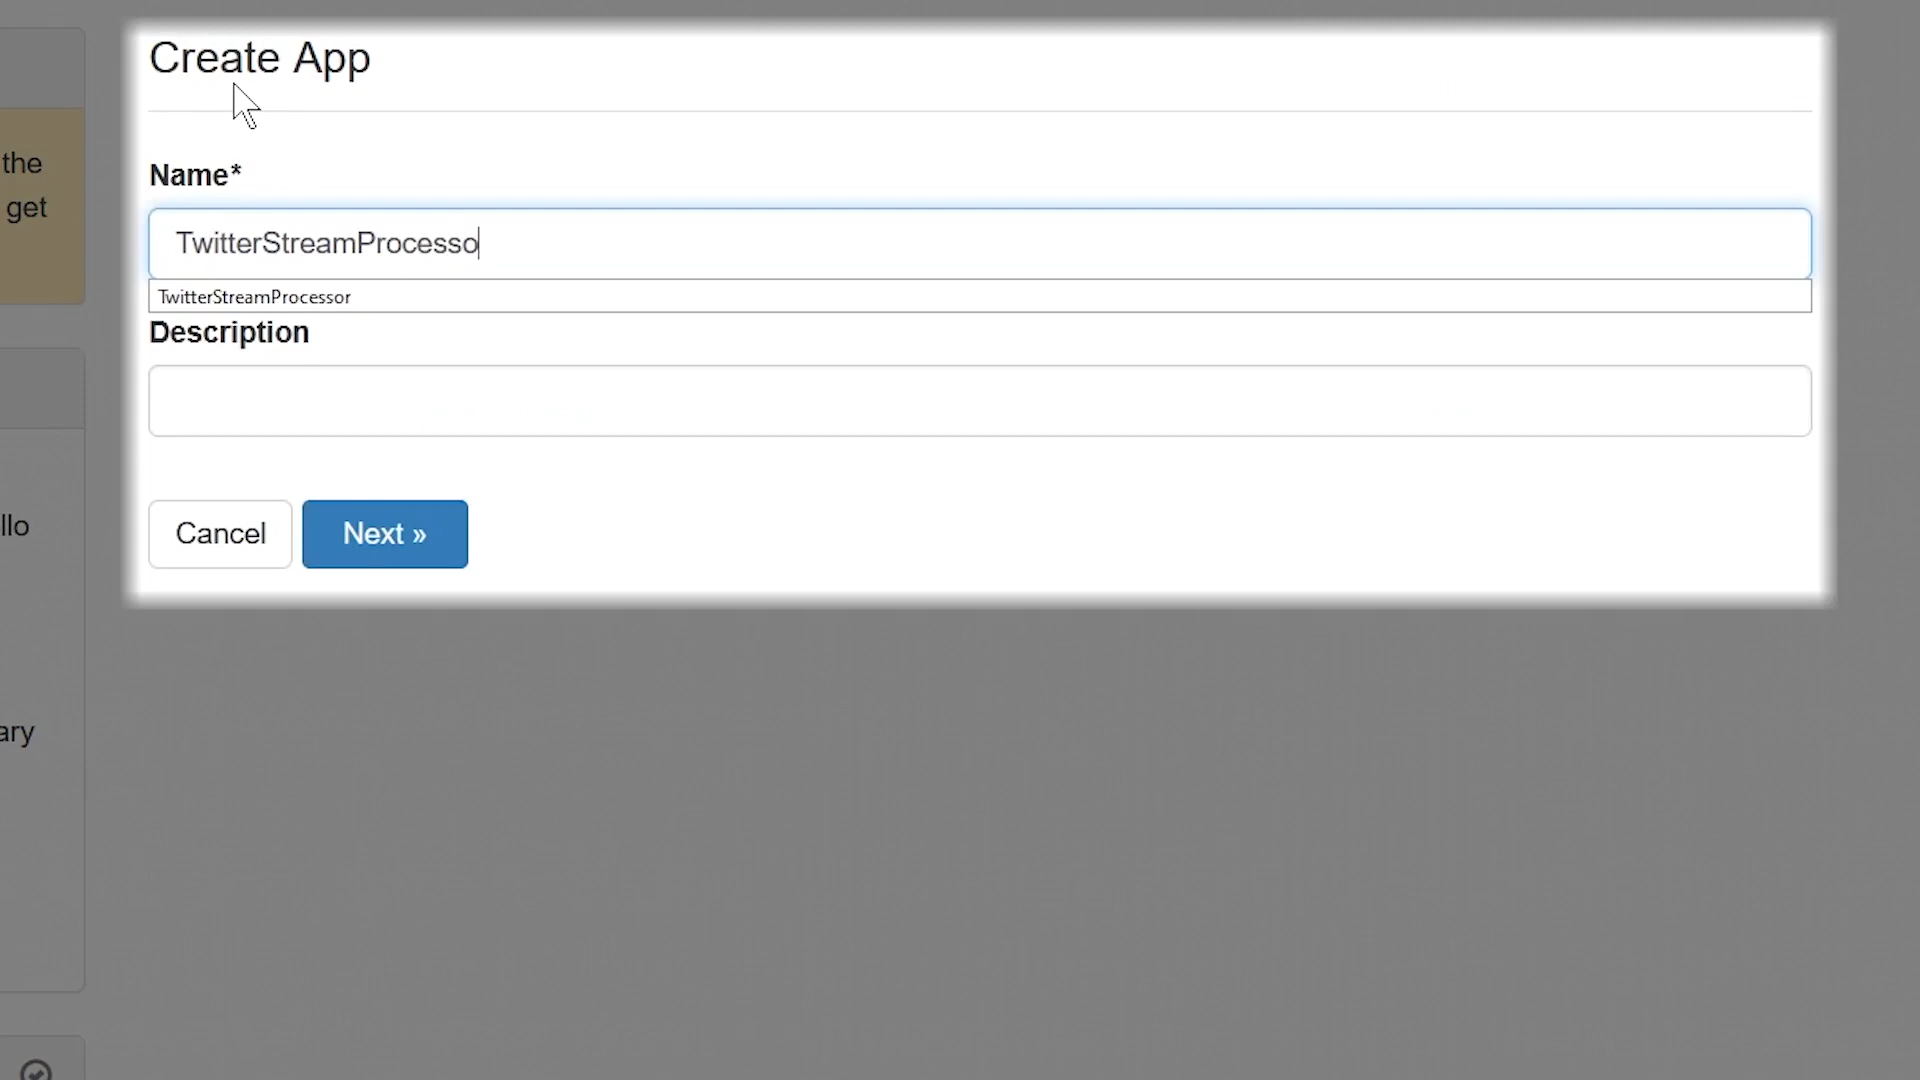 Create App
the
get
Name*
TwitterStreamProcesso
TwitterStreamProcessor
Description
llo
Cancel
Next »
ary